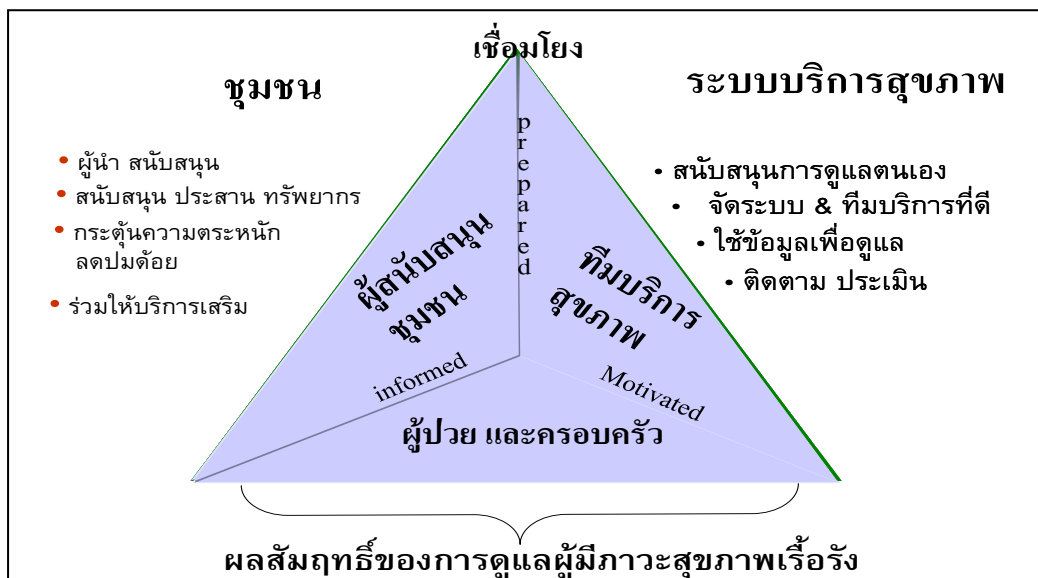 เชื่อมโยง
ชุมชน
• ผู้นำ สนับสนุน
• สนับสนุน ประสาน ทรัพยากร
• กระตุ้นความตระหนัก
ลดปมด้อย
• ร่วมให้บริการเสริม
ระบบบริการสุขภาพ
• สนับสนุนการดูแลตนเอง
• จัดระบบ & ทีมบริการที่ดี
• ใช้ข้อมูลเพื่อดูแล
• ติดตาม ประเมิน
prepared
ผู้สนับสนุน
ชุมชน
ทีมบริการ
สุขภาพ
informed
Motivated
ผู้ป่วย และครอบครัว
ผลสัมฤทธิ์ของการดูแลผู้มีภาวะสุขภาพเรื้อรัง